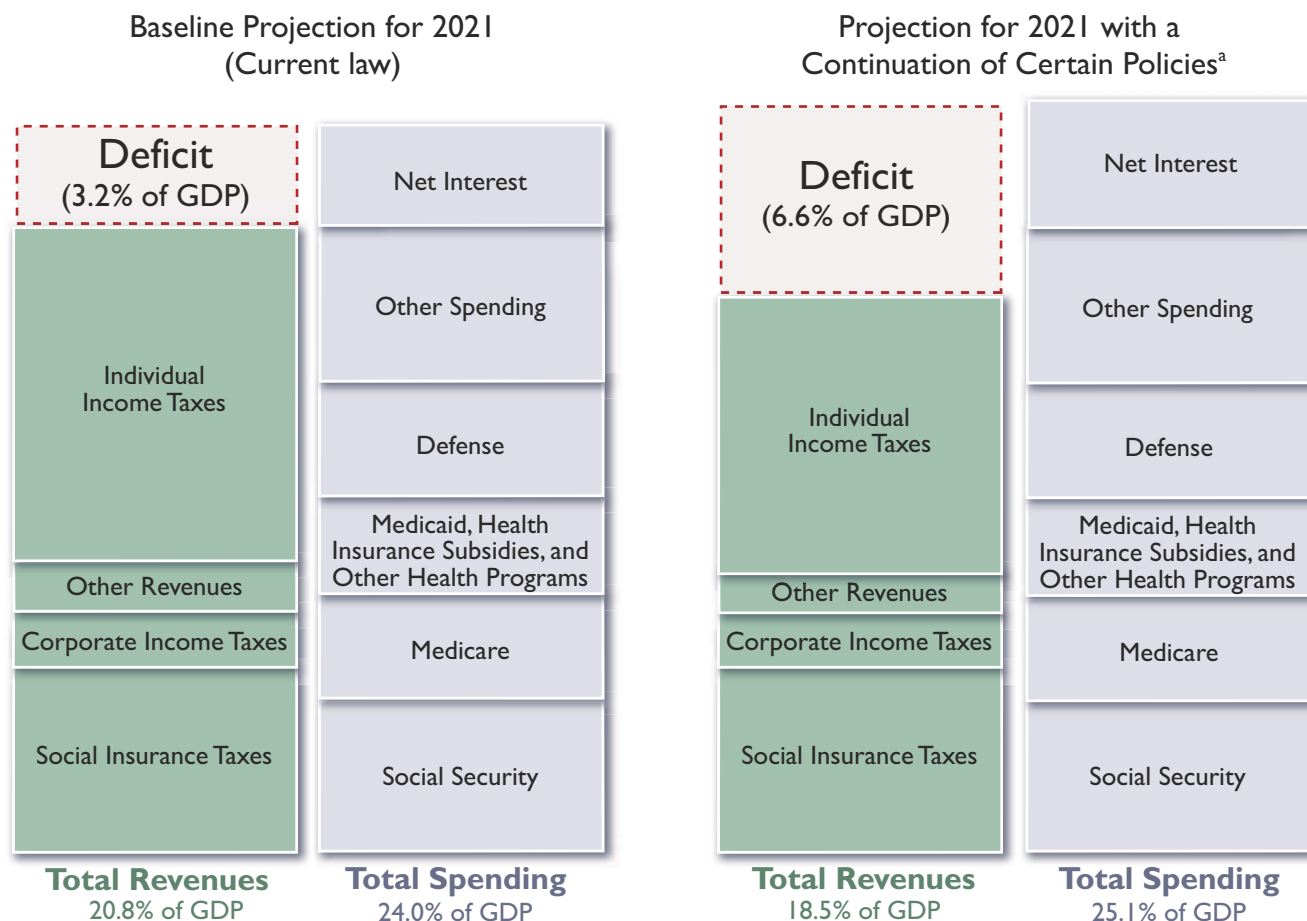 Baseline Projection for 2021
(Current law)
Deficit
(3.2% of GDP)
Individual
Income Taxes
Other Revenues
Corporate Income Taxes
Social Insurance Taxes
Total Revenues
20.8% of GDP
Net Interest
Other Spending
Defense
Medicaid, Health
Insurance Subsidies, and
Other Health Programs
Medicare
Social Security
Total Spending
24.0% of GDP
Projection for 2021 with a
Continuation of Certain Policiesᵃ
Deficit
(6.6% of GDP)
Individual
Income Taxes
Other Revenues
Corporate Income Taxes
Social Insurance Taxes
Total Revenues
18.5% of GDP
Net Interest
Other Spending
Defense
Medicaid, Health
Insurance Subsidies, and
Other Health Programs
Medicare
Social Security
Total Spending
25.1% of GDP